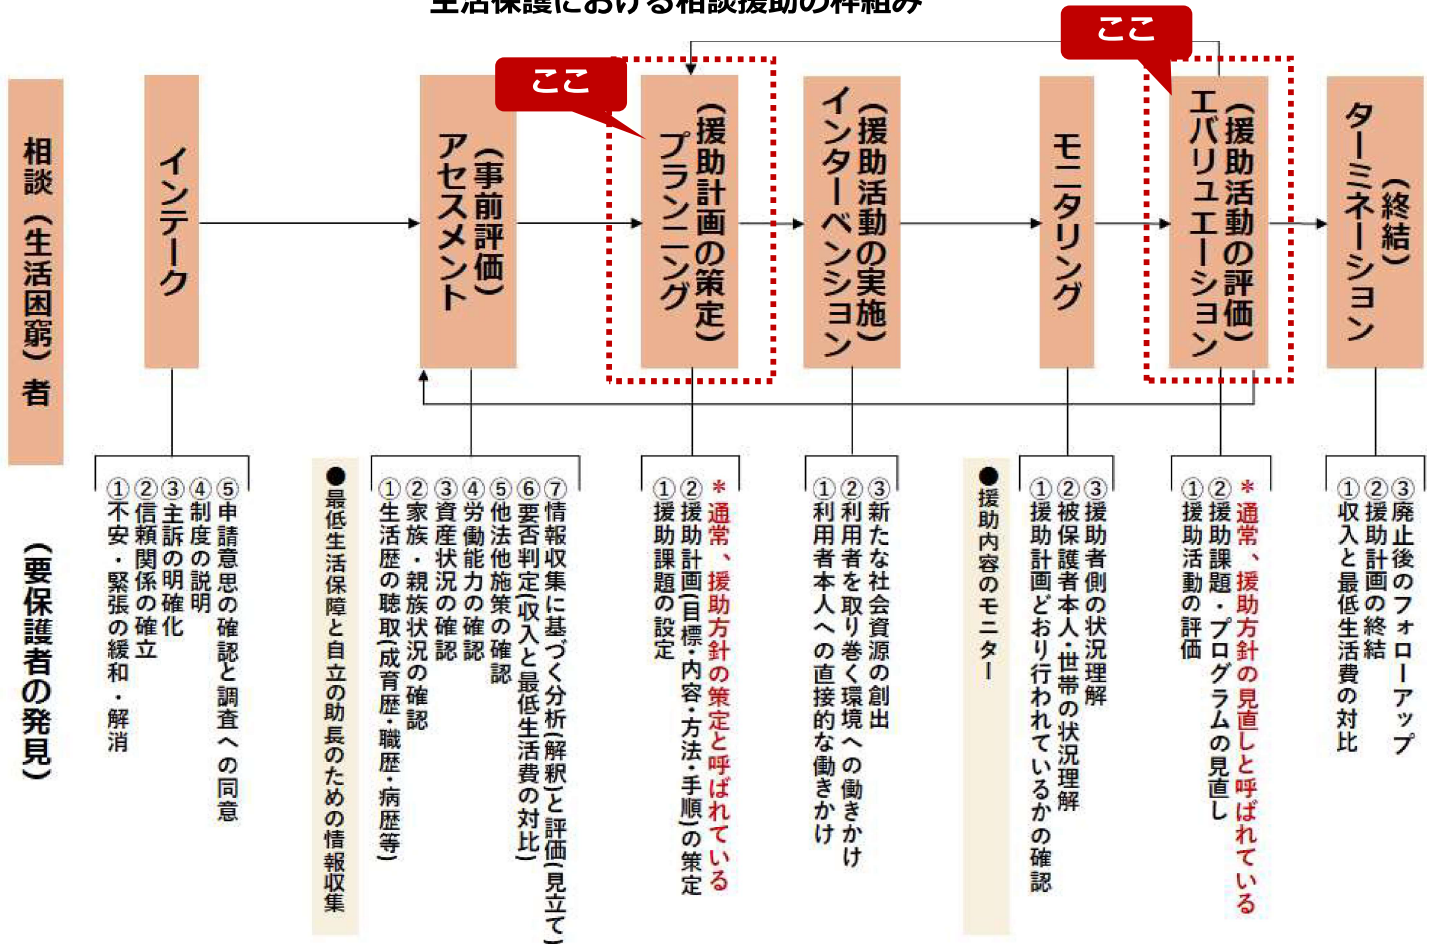 生活保護における相談援助の枠組み
ここ
ここ
相談（生活困窮）者
（要保護者の発見）
インテーク
アセスメント
（事前評価）
プランニング
（援助計画の策定）
インターベンション
（援助活動の実施）
モニタリング
エバリュエーション
（援助活動の評価）
ターミネーション
（終結）
①不安・緊張の緩和・解消
②信頼関係の確立
③主訴の明確化
④制度の説明
⑤申請意思の確認と調査への同意
●最低生活保障と自立の助長のための情報収集
①生活歴の聴取(成育歴・職歴・病歴等)
②家族・親族状況の確認
③資産状況の確認
④労働能力の確認
⑤他法他施策の確認
⑥要否判定(収入と最低生活費の対比)
⑦情報収集に基づく分析(解釈)と評価(見立て)
①援助課題の設定
②援助計画(目標・内容・方法・手順)の策定
＊通常、援助方針の策定と呼ばれている
①利用者本人への直接的な働きかけ
②利用者を取り巻く環境への働きかけ
③新たな社会資源の創出
●援助内容のモニター
①援助計画どおり行われているかの確認
②被保護者本人・世帯の状況理解
③援助者側の状況理解
①援助活動の評価
②援助課題・プログラムの見直し
＊通常、援助方針の見直しと呼ばれている
①収入と最低生活費の対比
②援助計画の終結
③廃止後のフォローアップ